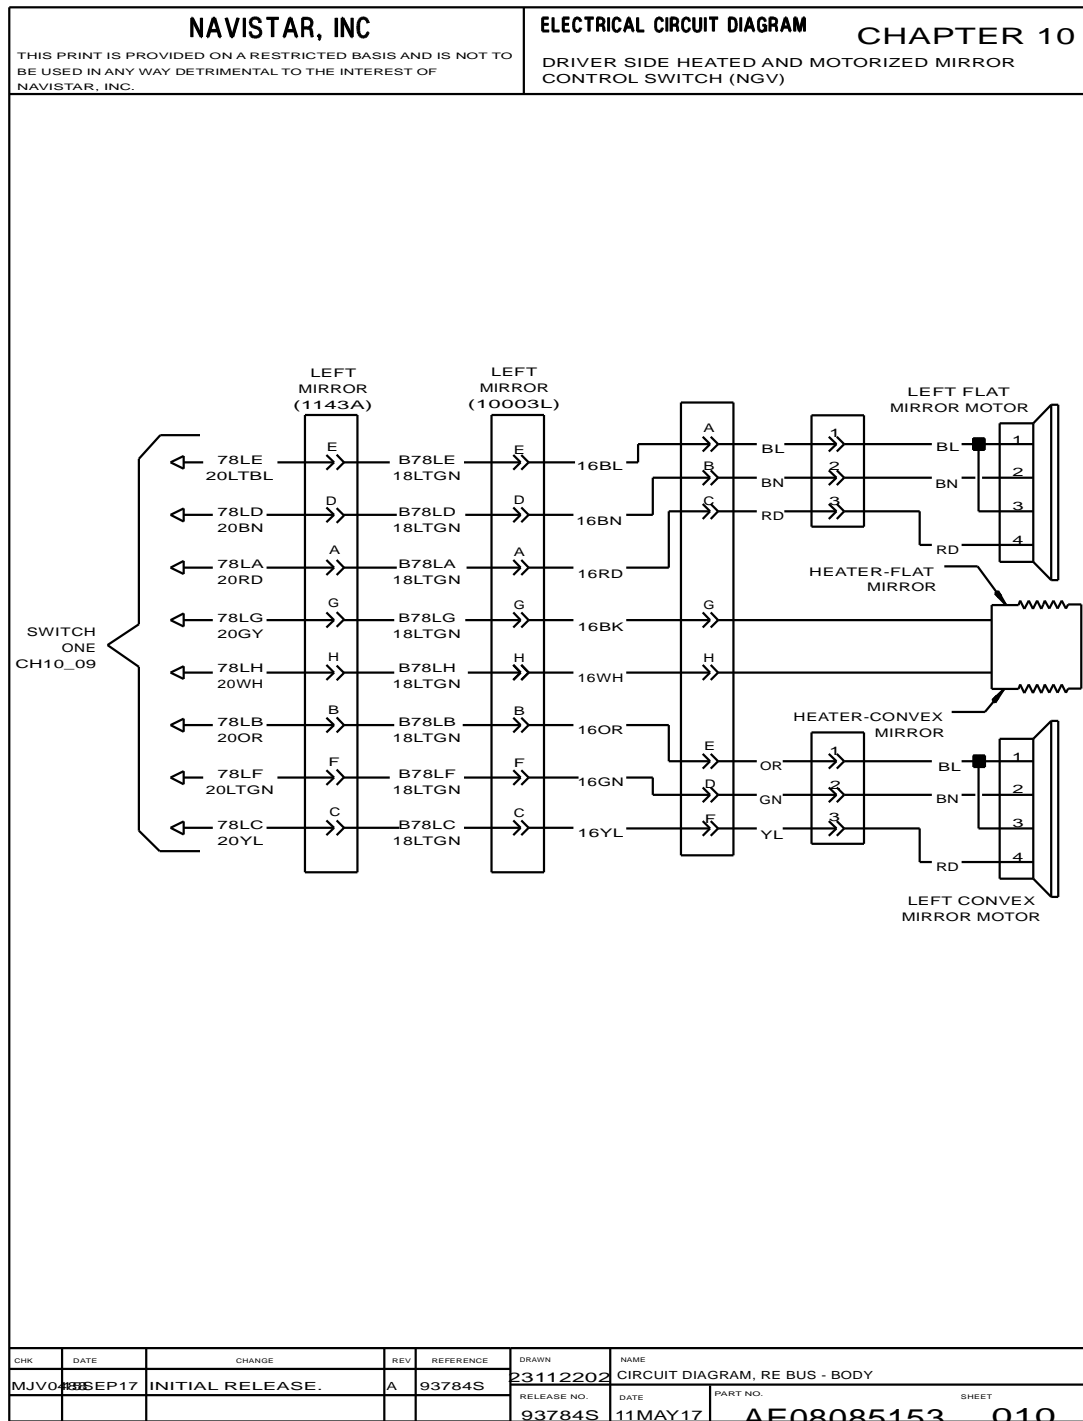 NAVISTAR, INC
THIS PRINT IS PROVIDED ON A RESTRICTED BASIS AND IS NOT TO
BE USED IN ANY WAY DETRIMENTAL TO THE INTEREST OF
NAVISTAR, INC.
ELECTRICAL CIRCUIT DIAGRAM
CHAPTER 10
DRIVER SIDE HEATED AND MOTORIZED MIRROR
CONTROL SWITCH (NGV)
LEFT
MIRROR
(1143A)
LEFT
MIRROR
(10003L)
LEFT FLAT
MIRROR MOTOR
A 1 BL BL 1
78LE E B78LE E 16BL
20LTBL 18LTGN
B BN 2 BN 2
78LD D B78LD D 16BN
20BN 18LTGN
C RD 3 3
RD 4
78LA A B78LA A 16RD
20RD 18LTGN
HEATER-FLAT
MIRROR
78LG G B78LG G 16BK G
20GY 18LTGN
SWITCH
ONE
CH10_09
78LH H B78LH H 16WH H
20WH 18LTGN
HEATER-CONVEX
MIRROR
78LB B B78LB B 16OR
20OR 18LTGN
E OR 1 BL 1
78LF F B78LF F 16GN
20LTGN 18LTGN
D GN 2 BN 2
78LC C B78LC C 16YL F YL 3 3
20YL 18LTGN
RD 4
LEFT CONVEX
MIRROR MOTOR
CHK DATE CHANGE REV REFERENCE DRAWN NAME
SEP17 INITIAL RELEASE. A 93784S 23112202 CIRCUIT DIAGRAM, RE BUS - BODY
RELEASE NO. DATE PART NO. SHEET
93784S 11MAY17 AE08085153 010